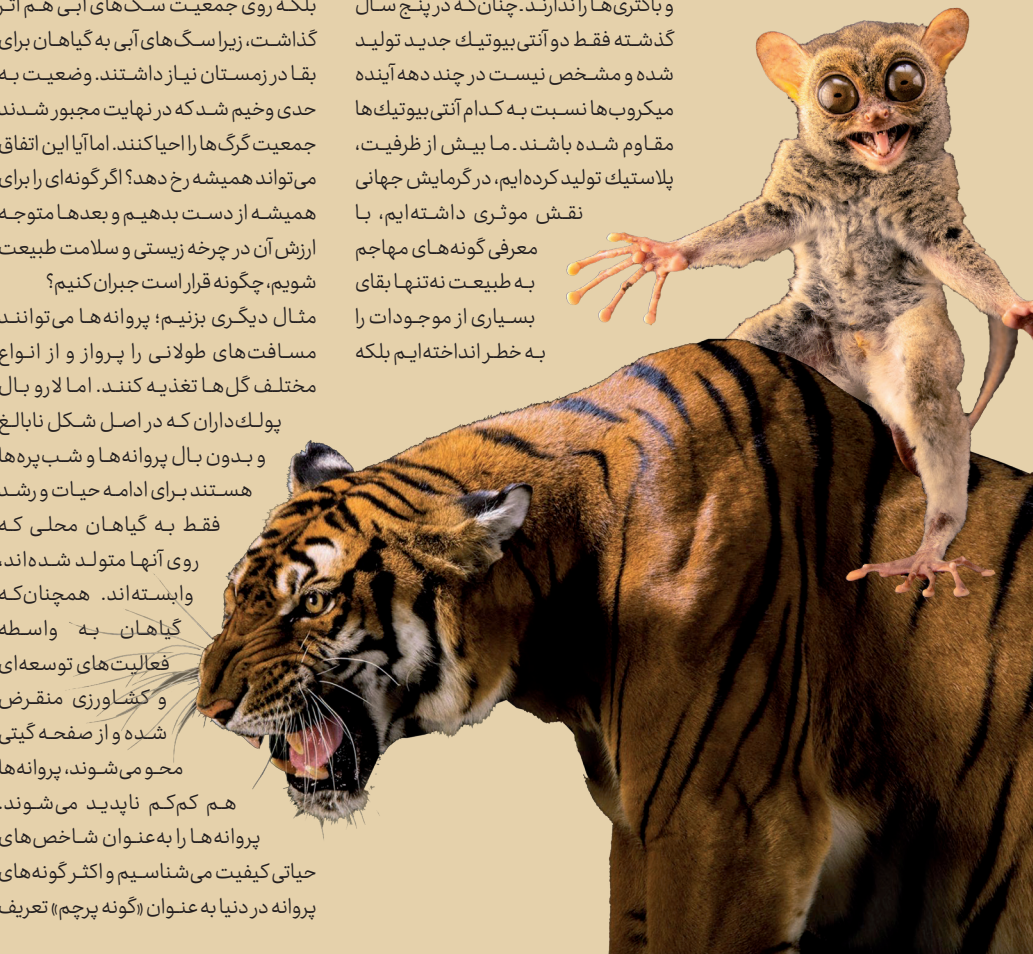 و باکتری‌ها را ندارند. چنان‌که در پنج سال
گذشته فقط دو آنتی‌بیوتیك جدید تولید
شده و مشخص نیست در چند دهه آینده
میکروب‌ها نسبت به کدام آنتی‌بیوتیك‌ها
مقاوم شده باشند. ما بیش از ظرفیت،
پلاستیك تولید کرده‌ایم، در گرمایش جهانی
نقش موثری داشته‌ایم، با
معرفی گونه‌های مهاجم
به طبیعت نه‌تنها بقای
بسیاری از موجودات را
به خطر انداخته‌ایم بلکه
بلکه روی جمعیت سگ‌های آبی هم اثر
گذاشت، زیرا سگ‌های آبی به گیاهان برای
بقا در زمستان نیاز داشتند. وضعیت به
حدی وخیم شد که در نهایت مجبور شدند
جمعیت گرگ‌ها را احیا کنند. اما آیا این اتفاق
می‌تواند همیشه رخ دهد؟ اگر گونه‌ای را برای
همیشه از دست بدهیم و بعدها متوجه
ارزش آن در چرخه زیستی و سلامت طبیعت
شویم، چگونه قرار است جبران کنیم؟
مثال دیگری بزنیم؛ پروانه‌ها می‌توانند
مسافت‌های طولانی را پرواز و از انواع
مختلف گل‌ها تغذیه کنند. اما لارو بال
پولك‌داران که در اصل شکل نابالغ
و بدون بال پروانه‌ها و شب‌پره‌ها
هستند برای ادامه حیات و رشد
فقط به گیاهان محلی که
روی آنها متولد شده‌اند،
وابسته‌اند. همچنان‌که
گیاهان به واسطه
فعالیت‌های توسعه‌ای
و کشاورزی منقرض
شده و از صفحه گیتی
محو می‌شوند، پروانه‌ها
هم کم‌کم ناپدید می‌شوند.
پروانه‌ها را به‌عنوان شاخص‌های
حیاتی کیفیت می‌شناسیم و اکثر گونه‌های
پروانه در دنیا به عنوان «گونه پرچم» تعریف